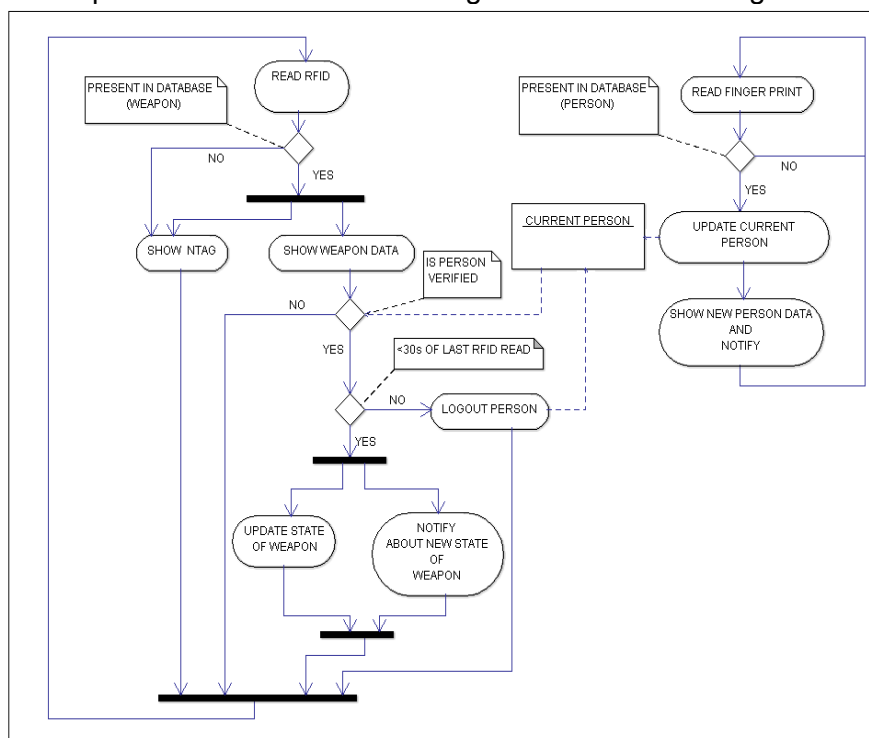 READ RFID
PRESENT IN DATABASE
(WEAPON)
NO
YES
SHOW NTAG
SHOW WEAPON DATA
IS PERSON
VERIFIED
NO
YES
<30s OF LAST RFID READ
NO
LOGOUT PERSON
YES
UPDATE STATE
OF WEAPON
NOTIFY
ABOUT NEW STATE
OF
WEAPON
PRESENT IN DATABASE
(PERSON)
READ FINGER PRINT
NO
YES
CURRENT PERSON
UPDATE CURRENT
PERSON
SHOW NEW PERSON DATA
AND
NOTIFY